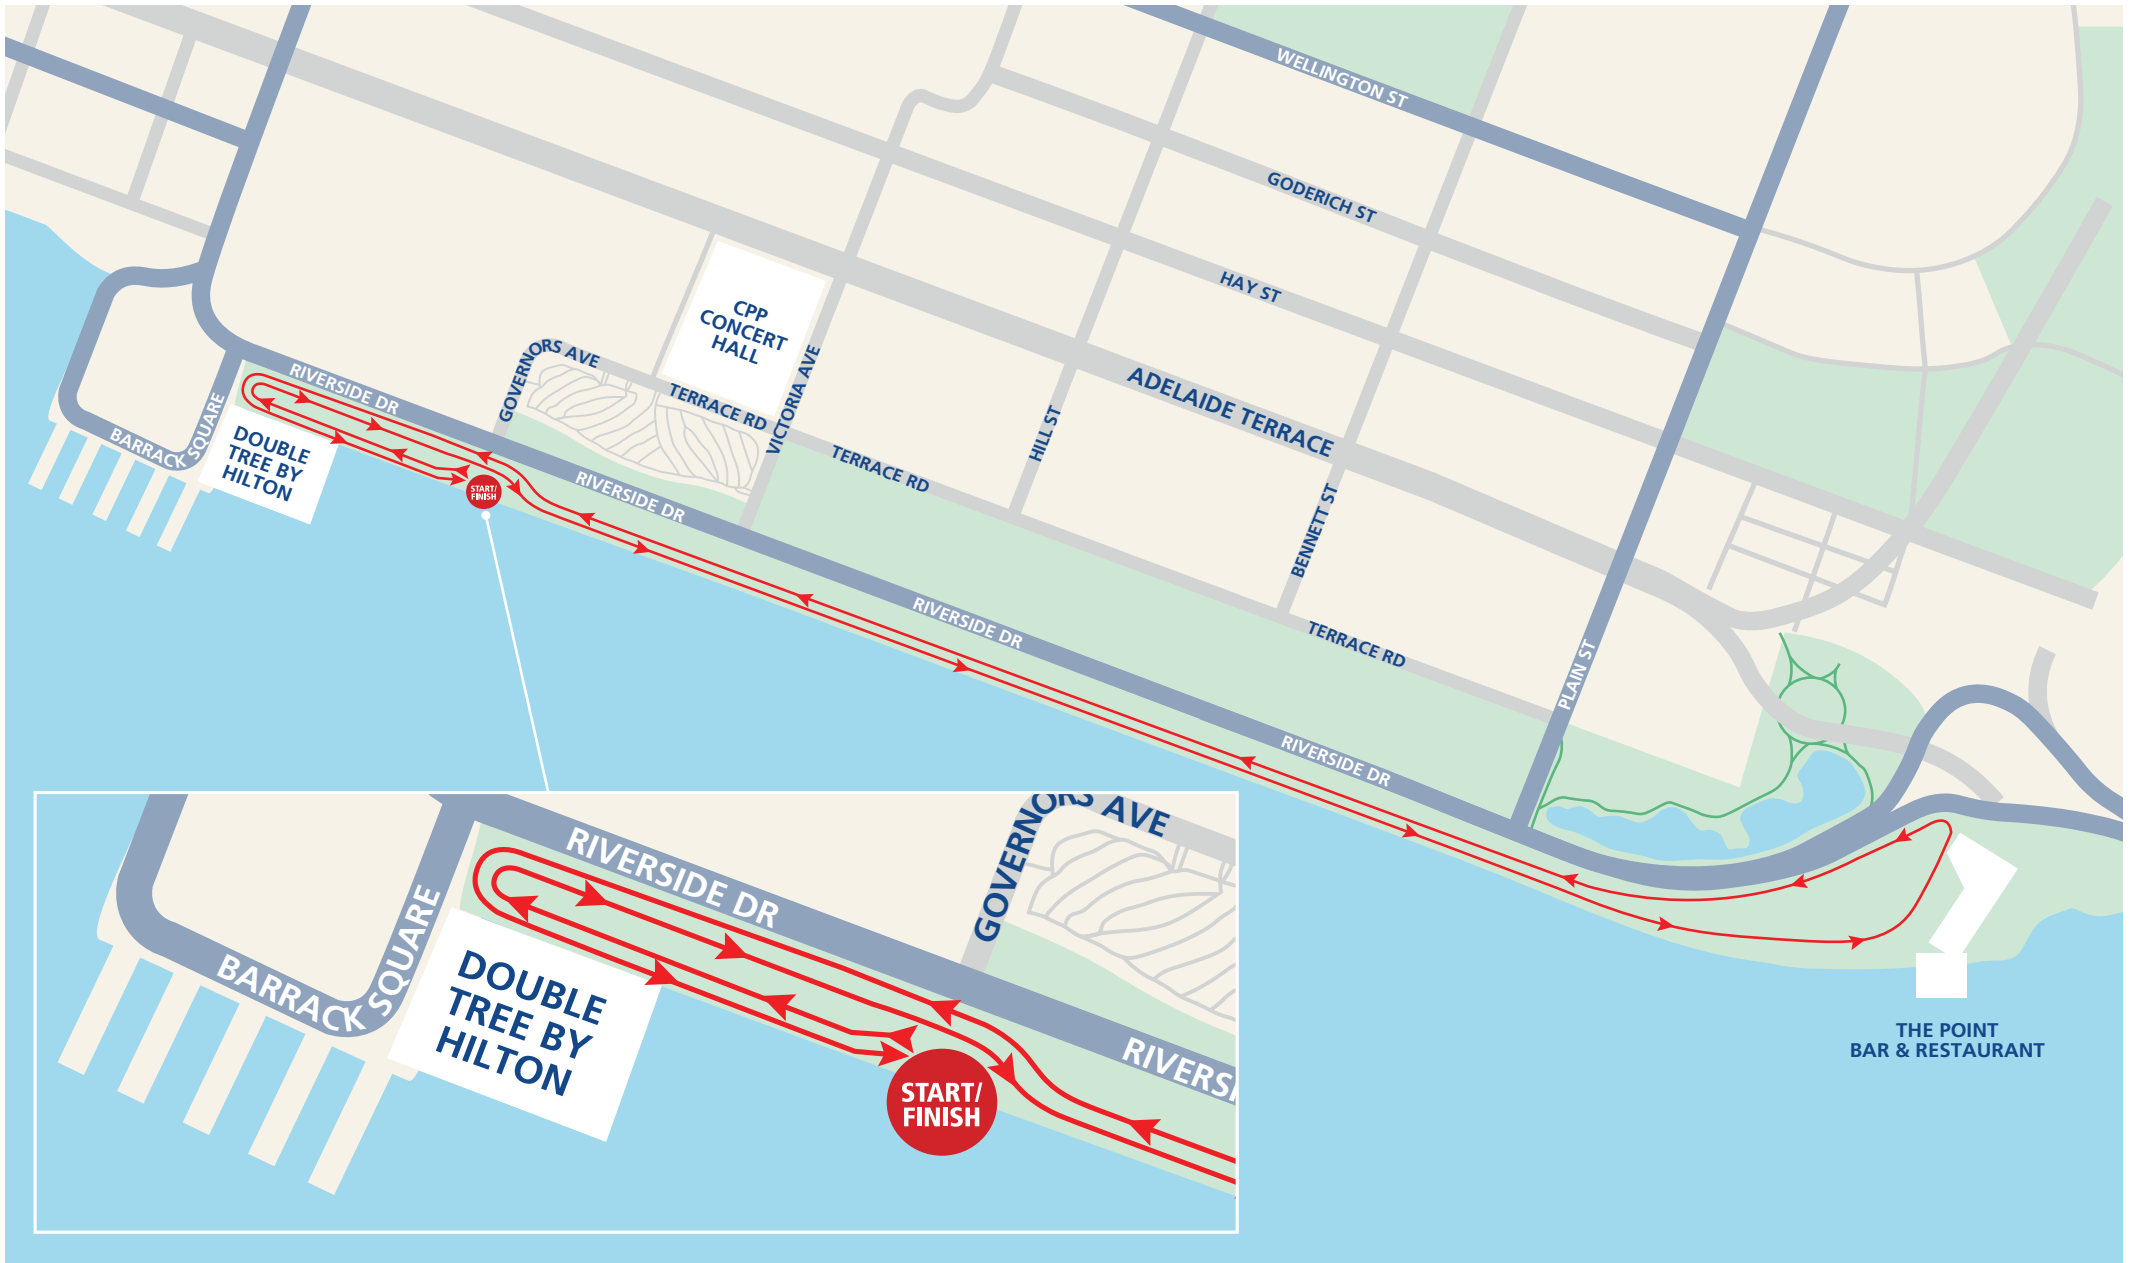 WELLINGTON ST
GODERICH ST
HAY ST
CPP
CONCERT
HALL
GOVERNORS AVE
TERRACE RD
VICTORIA AVE
ADELAIDE TERRACE
RIVERSIDE DR
BARRACK SQUARE
DOUBLE
TREE BY
HILTON
START/
FINISH
RIVERSIDE DR
TERRACE RD
HILL ST
BENNETT ST
RIVERSIDE DR
TERRACE RD
PLAIN ST
RIVERSIDE DR
THE POINT
BAR & RESTAURANT
GOVERNORS AVE
RIVERSIDE DR
BARRACK SQUARE
DOUBLE
TREE BY
HILTON
RIVERSI
START/
FINISH